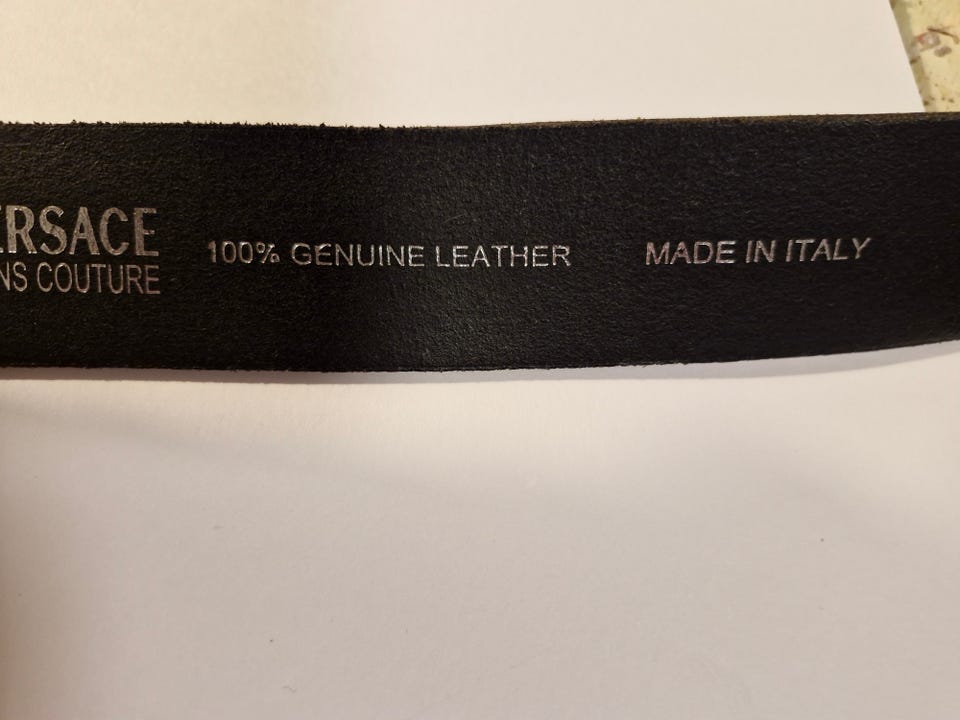 ERSACE
NS COUTURE
100% GENUINE LEATHER
MADE IN ITALY